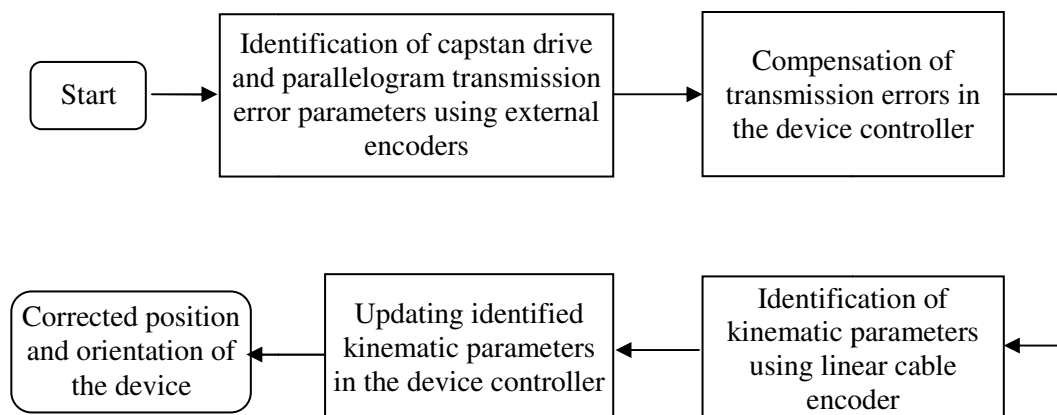 Start
Identification of capstan drive
and parallelogram transmission
error parameters using external
encoders
Compensation of
transmission errors in
the device controller
Identification of
kinematic parameters
using linear cable
encoder
Updating identified
kinematic parameters
in the device controller
Corrected position
and orientation of
the device